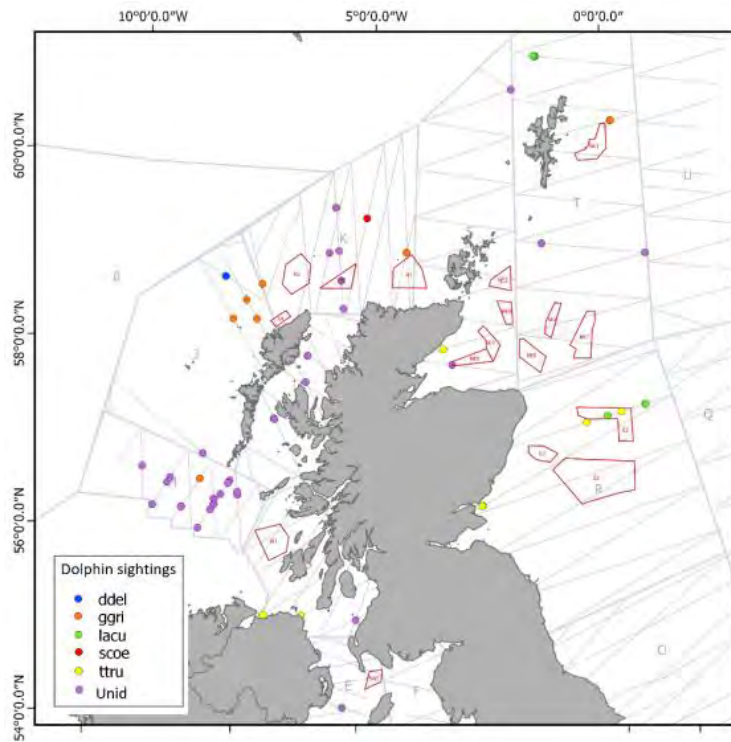 10°0'0.0"W 5°0'0.0"W 0°0'0.0"
60°0'0.0"N
58°0'0.0"N
56°0'0.0"N
54°0'0.0"N
U
T
K
J
Q
I
R
O
E
F
Dolphin sightings
ddel
ggri
lacu
scoe
ttru
Unid